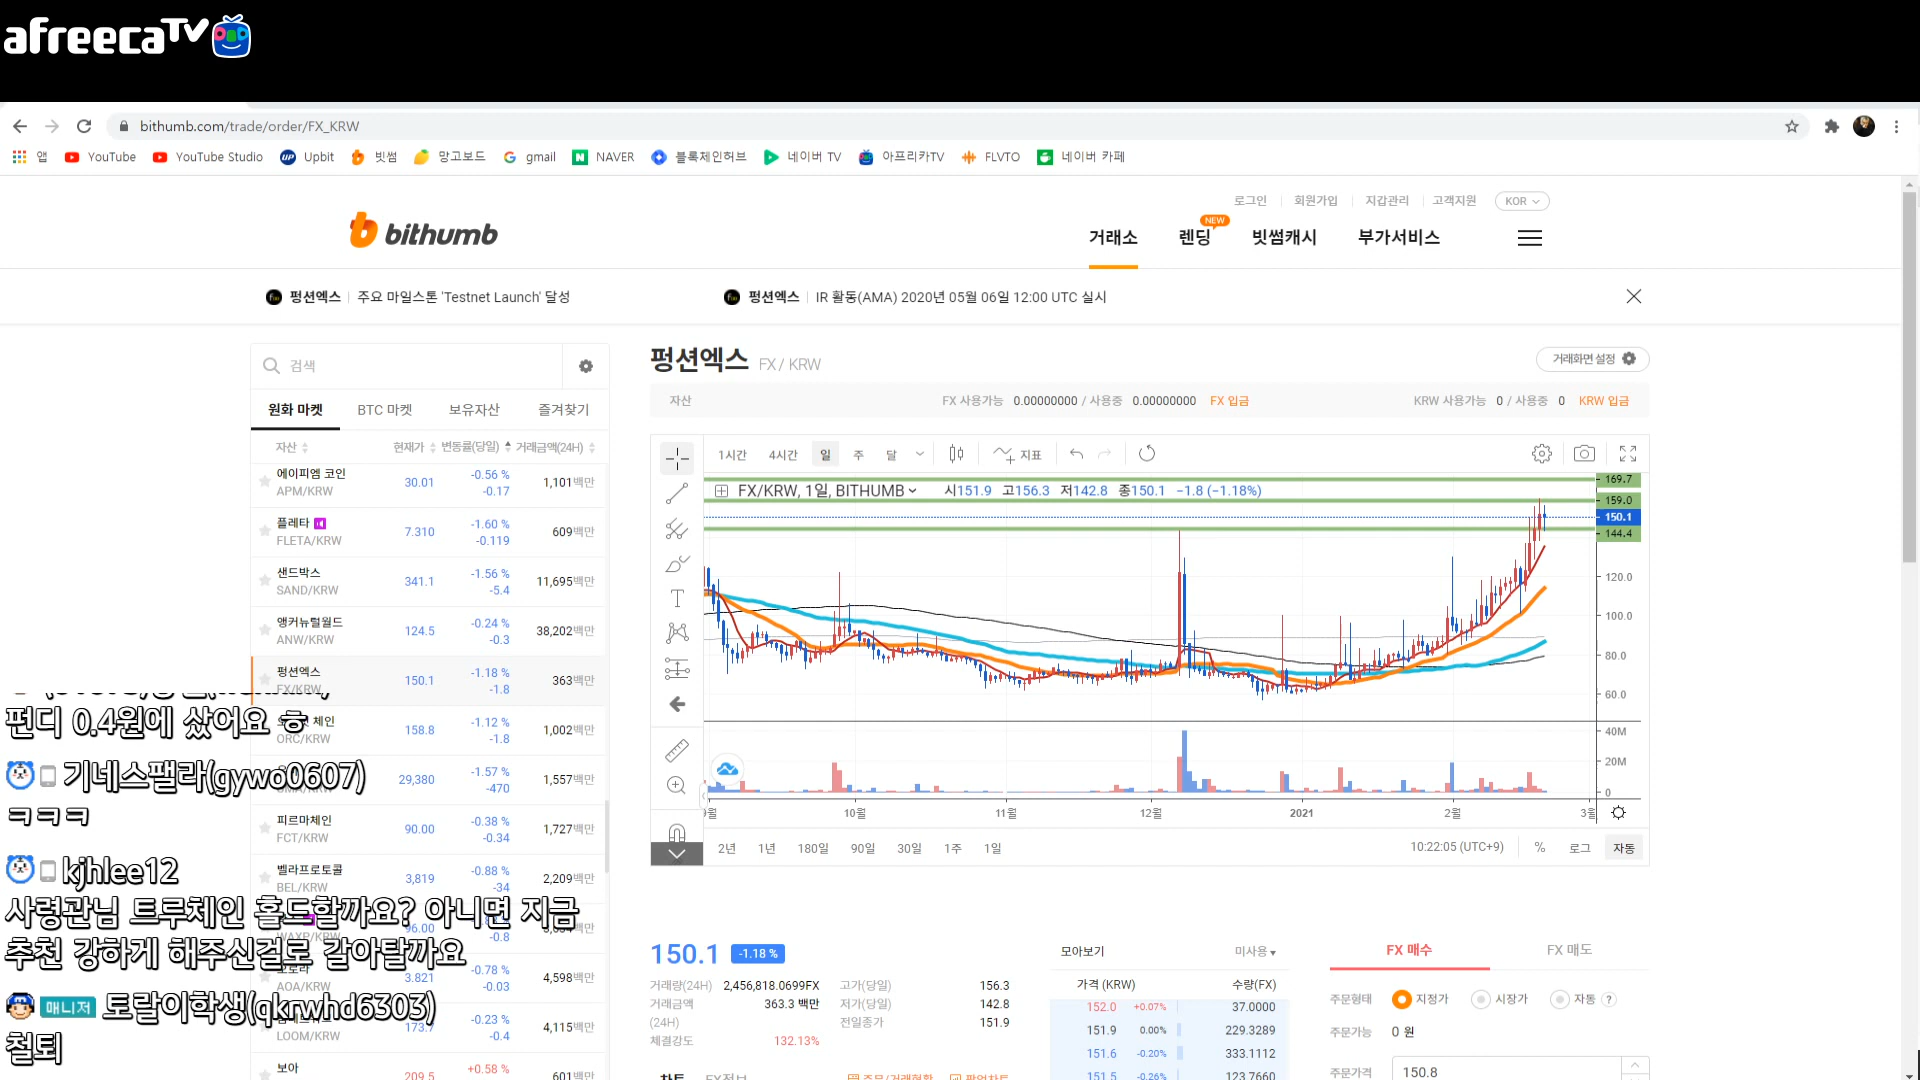 afreecaTV
bithumb.com/trade/order/FX_KRW
앱 YouTube YouTube Studio Upbit 빗썸 망고보드 gmail NAVER 블록체인허브 네이버 TV 아프리카TV FLVTO 네이버 카페
로그인 회원가입 지갑관리 고객지원 KOR
bithumb
거래소 렌딩 NEW 빗썸캐시 부가서비스
펑션엑스 주요 마일스톤 'Testnet Launch' 달성
펑션엑스 IR 활동(AMA) 2020년 05월 06일 12:00 UTC 실시
검색
원화 마켓 BTC 마켓 보유자산 즐겨찾기
자산 현재가 변동률(당일) 거래금액(24H)
에이피엠 코인 30.01 -0.56 % 1,101백만
APM/KRW -0.17
플레타 7.310 -1.60 % 609백만
FLETA/KRW -0.119
샌드박스 341.1 -1.56 % 11,695백만
SAND/KRW -5.4
앵커뉴럴월드 124.5 -0.24 % 38,202백만
ANW/KRW -0.3
펑션엑스 150.1 -1.18 % 363백만
FX/KRW -1.8
체인 158.8 -1.12 % 1,002백만
ORC/KRW -1.8
29,380 -1.57 % 1,557백만
-470
피르마체인 90.00 -0.38 % 1,727백만
FCT/KRW -0.34
벨라프로토콜 3,819 -0.88 % 2,209백만
BEL/KRW -34
WAXP/KRW 96.00 -0.8
3.821 -0.78 % 4,598백만
AOA/KRW -0.03
173.7 -0.23 % 4,115백만
LOOM/KRW -0.4
보아 209.5 +0.58 % 601백만
펀디 0.4원에 샀어요 ㅎ
기네스팰라(gywo0607)
ㅋㅋㅋ
kjhlee12
사령관님 트루체인 홀드할까요? 아니면 지금
추천 강하게 해주신걸로 갈아탈까요
매니저 토랄이학생(qkrwhd6303)
철퇴
펑션엑스 FX / KRW
거래화면 설정
자산 FX 사용가능 0.00000000 / 사용중 0.00000000 FX 입금 KRW 사용가능 0 / 사용중 0 KRW 입금
1시간 4시간 일 주 달 지표
FX/KRW, 1일, BITHUMB 시151.9 고156.3 저142.8 종150.1 -1.8 (-1.18%)
169.7
159.0
150.1
144.4
120.0
100.0
80.0
60.0
40M
20M
0
10월 11월 12월 2021 2월
2년 1년 180일 90일 30일 1주 1일 10:22:05 (UTC+9) % 로그 자동
150.1 -1.18 %
거래량(24H) 2,456,818.0699FX 고가(당일) 156.3
거래금액 363.3 백만 저가(당일) 142.8
(24H) 전일종가 151.9
체결강도 132.13%
차트 FX정보 주문/거래현황 팝업차트
모아보기 미사용
가격 (KRW) 수량(FX)
152.0 +0.07% 37.0000
151.9 0.00% 229.3289
151.6 -0.20% 333.1112
151.5 -0.26% 123.7660
FX 매수 FX 매도
주문형태 지정가 시장가 자동 ?
주문가능 0 원
주문가격 150.8